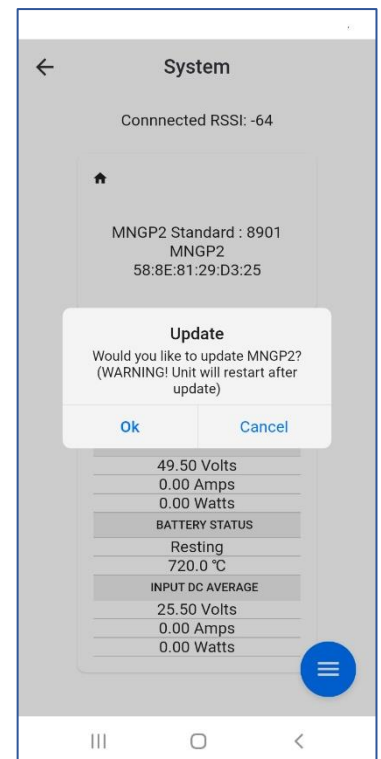 System
Connnected RSSI: -64
MNGP2 Standard : 8901
MNGP2
58:8E:81:29:D3:25
Update
Would you like to update MNGP2?
(WARNING! Unit will restart after
update)
Ok Cancel
49.50 Volts
0.00 Amps
0.00 Watts
BATTERY STATUS
Resting
720.0 °C
INPUT DC AVERAGE
25.50 Volts
0.00 Amps
0.00 Watts